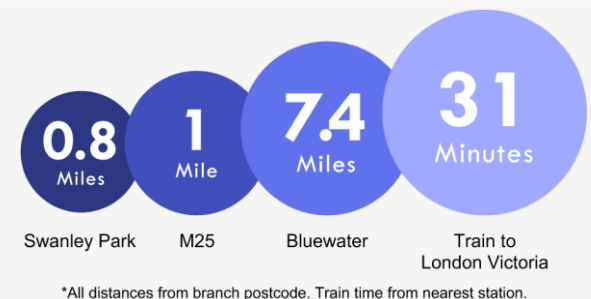 0.8
Miles
1
Mile
7.4
Miles
31
Minutes
Swanley Park
M25
Bluewater
Train to
London Victoria
*All distances from branch postcode. Train time from nearest station.